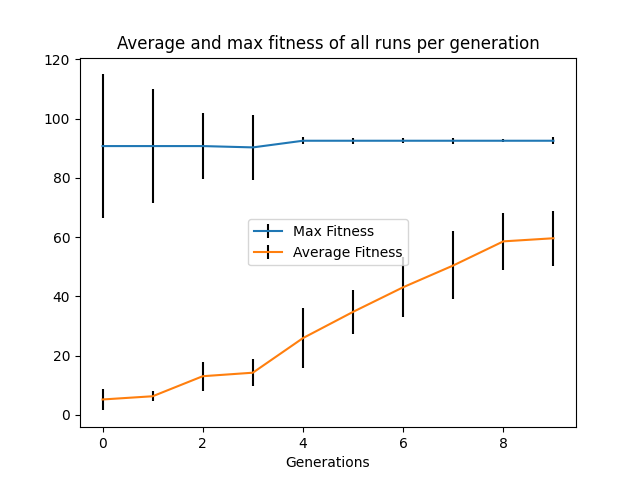 Average and max fitness of all runs per generation
120
100
80
60
40
20
0
Max Fitness
Average Fitness
0 2 4 6 8
Generations